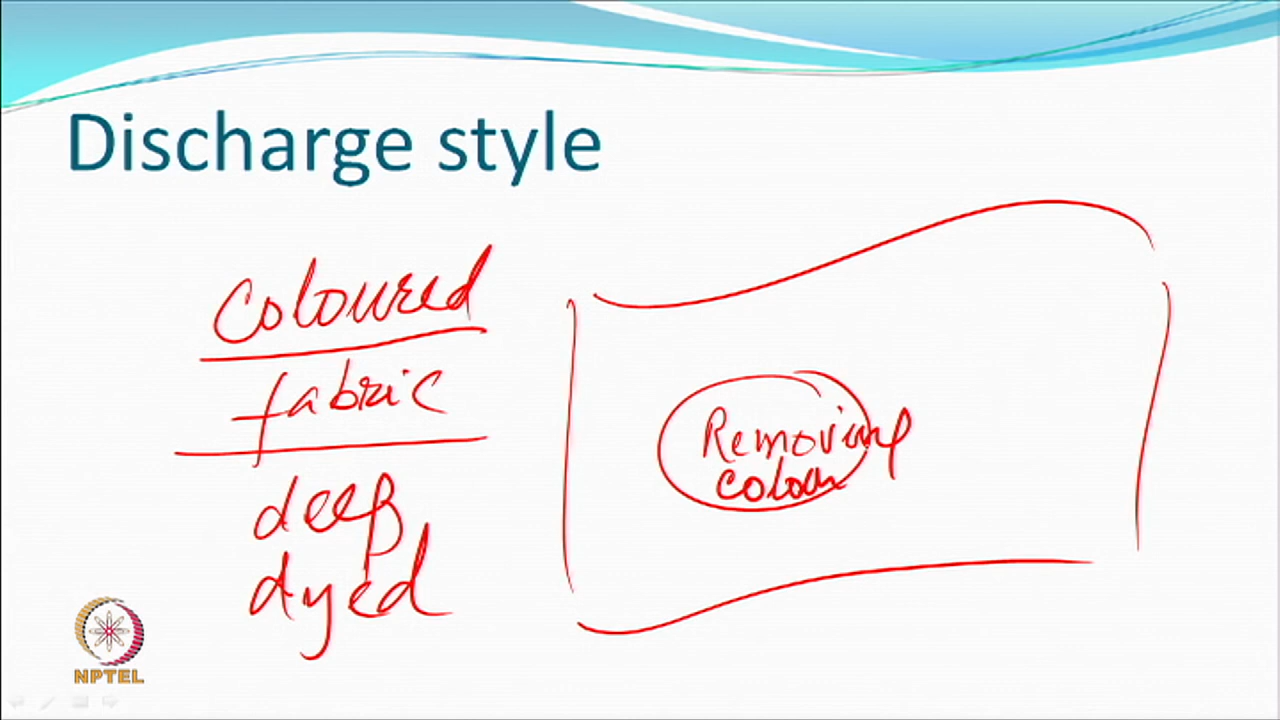 Discharge style
coloured
fabric
deep
dyed
Removing
colour
NPTEL